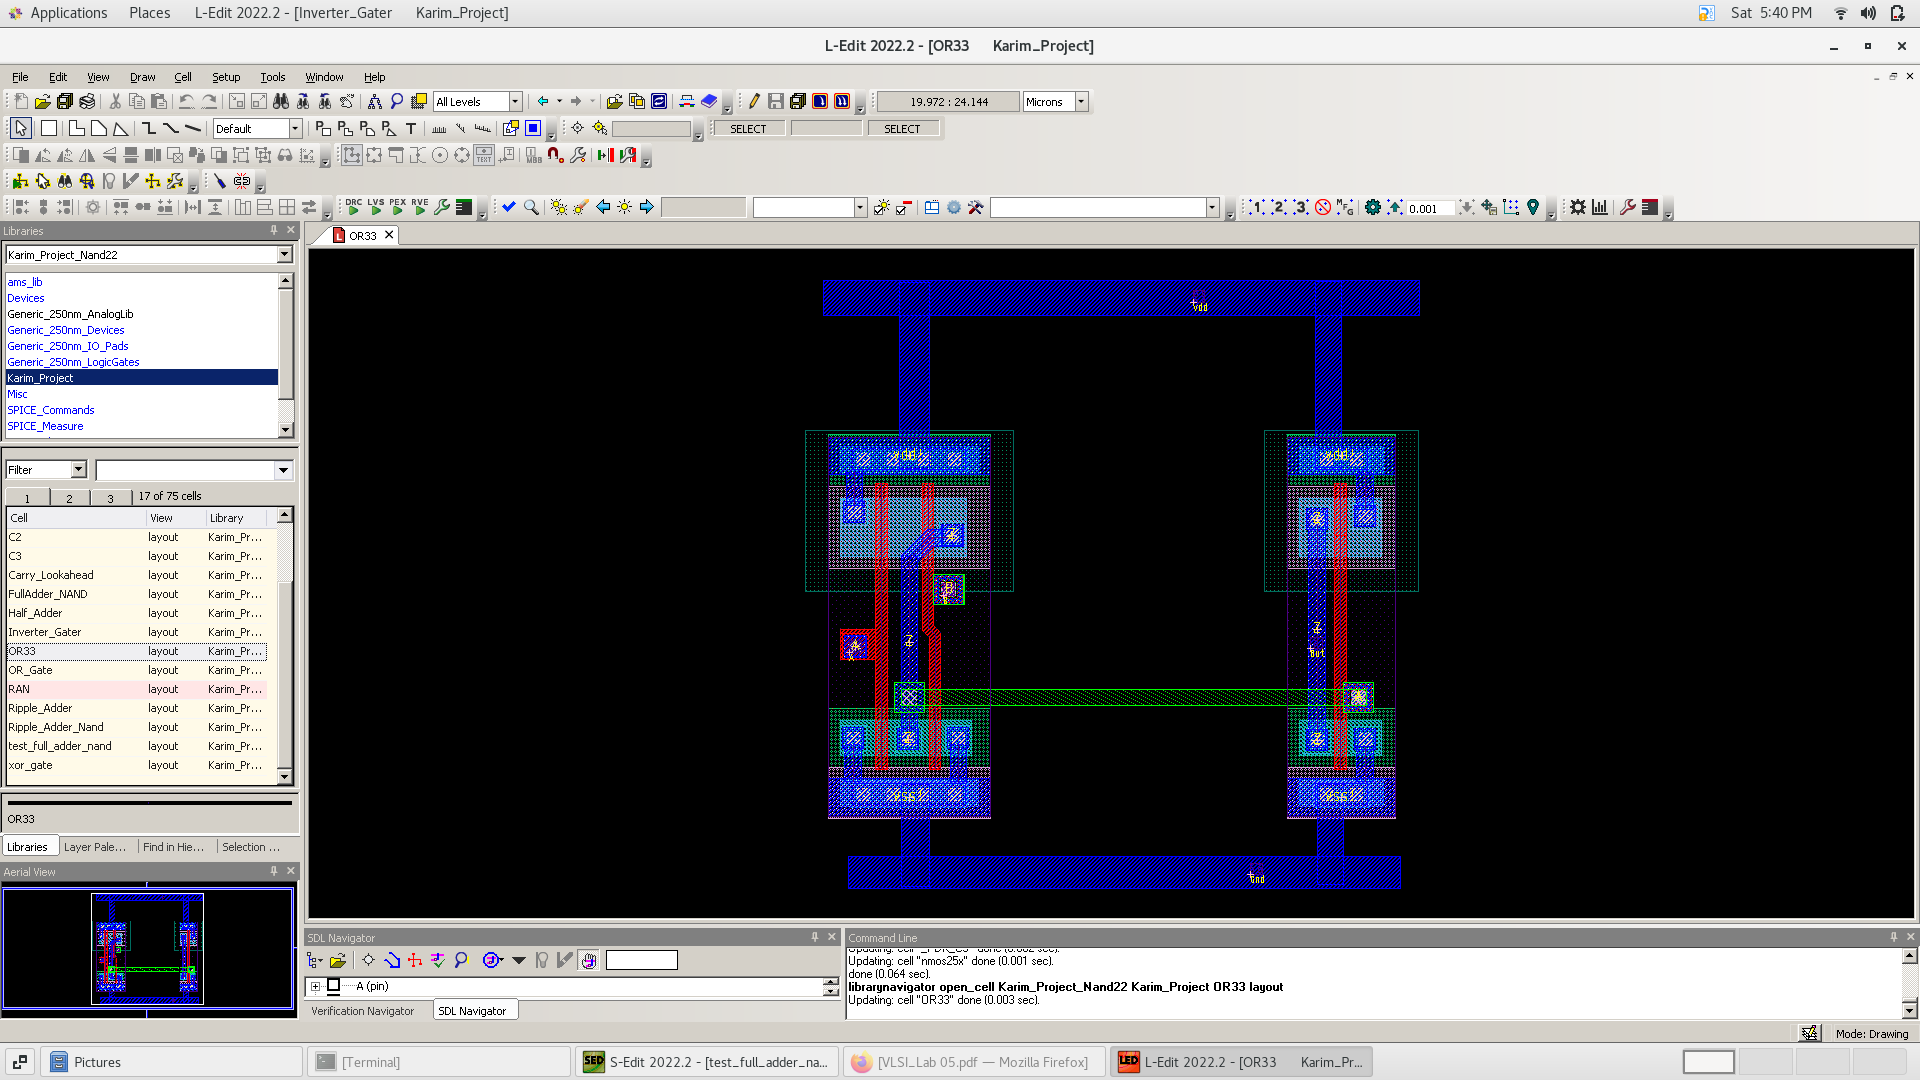 Applications Places L-Edit 2022.2 - [Inverter_Gater Karim_Project] Sat 5:40 PM
L-Edit 2022.2 - [OR33 Karim_Project]
File Edit View Draw Cell Setup Tools Window Help
All Levels 19.972 : 24.144 Microns
Default SELECT SELECT
TEXT
DRC LVS PEX RVE 1. 2. 3. MFG 0.001
Libraries
OR33
Karim_Project_Nand22
ams_lib
Devices
Generic_250nm_AnalogLib
Generic_250nm_Devices
Generic_250nm_IO_Pads
Generic_250nm_LogicGates
Karim_Project
Misc
SPICE_Commands
SPICE_Measure
Filter
1 2 3 17 of 75 cells
Cell View Library
C2 layout Karim_Pr...
C3 layout Karim_Pr...
Carry_Lookahead layout Karim_Pr...
FullAdder_NAND layout Karim_Pr...
Half_Adder layout Karim_Pr...
Inverter_Gater layout Karim_Pr...
OR33 layout Karim_Pr...
OR_Gate layout Karim_Pr...
RAN layout Karim_Pr...
Ripple_Adder layout Karim_Pr...
Ripple_Adder_Nand layout Karim_Pr...
test_full_adder_nand layout Karim_Pr...
xor_gate layout Karim_Pr...
OR33
Libraries Layer Pale... Find in Hie... Selection ...
Aerial View
vdd
vdd vdd
Z
B
A
Z
Z
out
Z Z
vss vss
Gnd
SDL Navigator
A (pin)
Verification Navigator SDL Navigator
Command Line
Updating: cell "nmos25x" done (0.001 sec).
done (0.064 sec).
librarynavigator open_cell Karim_Project_Nand22 Karim_Project OR33 layout
Updating: cell "OR33" done (0.003 sec).
Mode: Drawing
Pictures [Terminal] SED S-Edit 2022.2 - [test_full_adder_na... [VLSI_Lab 05.pdf — Mozilla Firefox] LED L-Edit 2022.2 - [OR33 Karim_Pr...